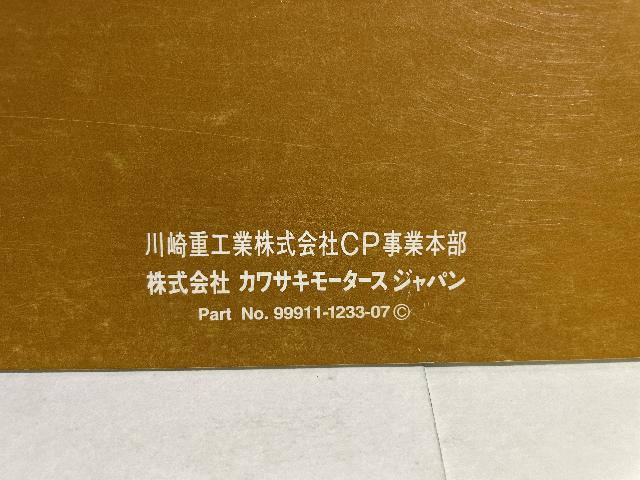 川崎重工業株式会社CP事業本部
株式会社 カワサキモータースジャパン
Part No. 99911-1233-07©